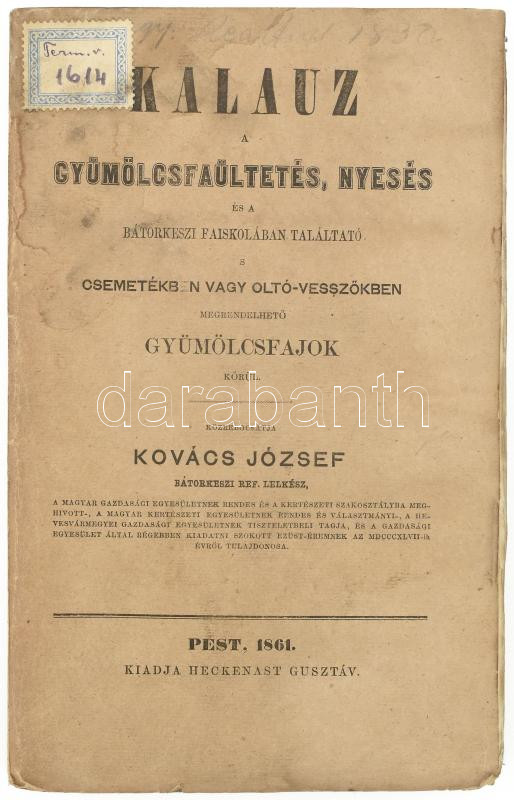 Term. v.
1614
KALAUZ
A
GYÜMÖLCSFAÜLTETÉS, NYESÉS
ÉS A
BÁTORKESZI FAISKOLÁBAN TALÁLTATÓ
S
CSEMETÉKBEN VAGY OLTÓ-VESSZŐKBEN
MEGRENDELHETŐ
GYÜMÖLCSFAJOK
KÖRÜL.
darabanth
KÖZREBOCSÁTJA
KOVÁCS JÓZSEF
BÁTORKESZI REF. LELKÉSZ,
A MAGYAR GAZDASÁGI EGYESÜLETNEK RENDES ÉS A KERTÉSZETI SZAKOSZTÁLYBA MEG-
HIVOTT-, A MAGYAR KERTÉSZETI EGYESÜLETNEK RENDES ÉS VÁLASZTMÁNYI-, A HE-
VESVÁRMEGYEI GAZDASÁGI EGYESÜLETNEK TISZTELETBELI TAGJA, ÉS A GAZDASÁGI
EGYESÜLET ÁLTAL RÉGEBBEN KIADATNI SZOKOTT EZÜST-ÉREMNEK AZ MDCCCXLVII-ik
ÉVRŐL TULAJDONOSA.
PEST, 1861.
KIADJA HECKENAST GUSZTÁV.